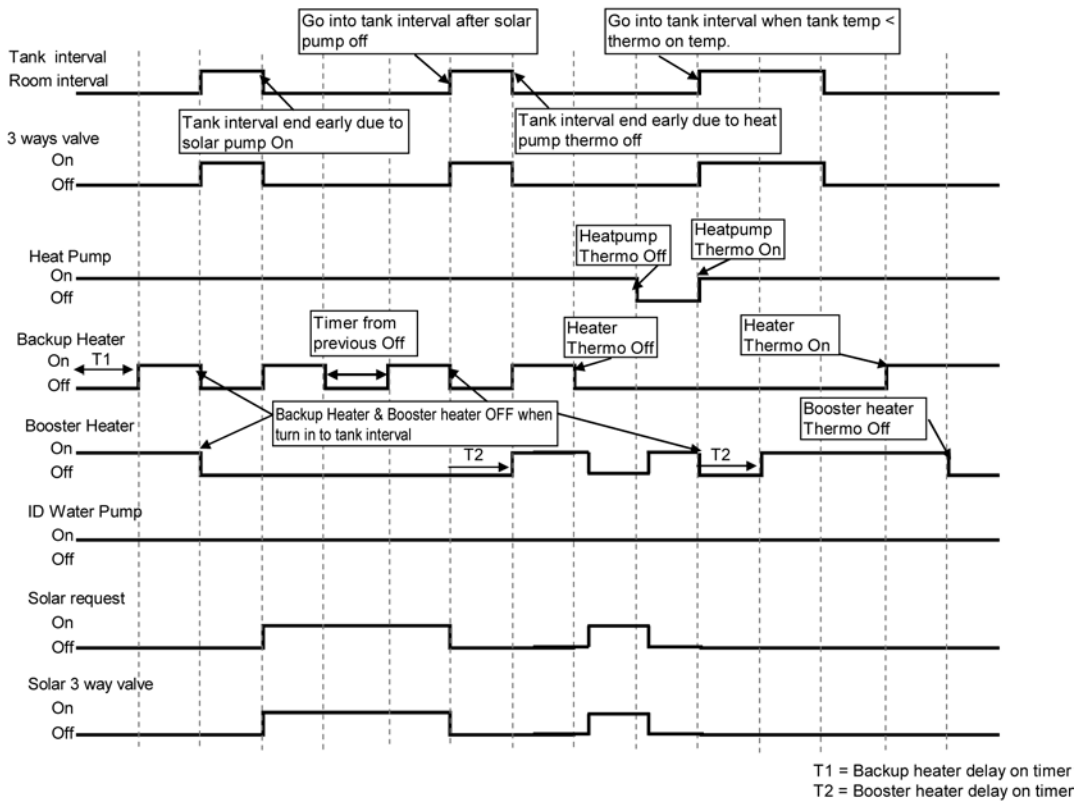 Go into tank interval after solar
pump off
Go into tank interval when tank temp <
thermo on temp.
Tank interval
Room interval
Tank interval end early due to
solar pump On
Tank interval end early due to heat
pump thermo off
3 ways valve
On
Off
Heatpump
Thermo Off
Heatpump
Thermo On
Heat Pump
On
Off
Timer from
previous Off
Heater
Thermo Off
Heater
Thermo On
Backup Heater
On
T1
Off
Backup Heater & Booster heater OFF when
turn in to tank interval
Booster heater
Thermo Off
Booster Heater
On
Off
T2
T2
ID Water Pump
On
Off
Solar request
On
Off
Solar 3 way valve
On
Off
T1 = Backup heater delay on timer
T2 = Booster heater delay on timer